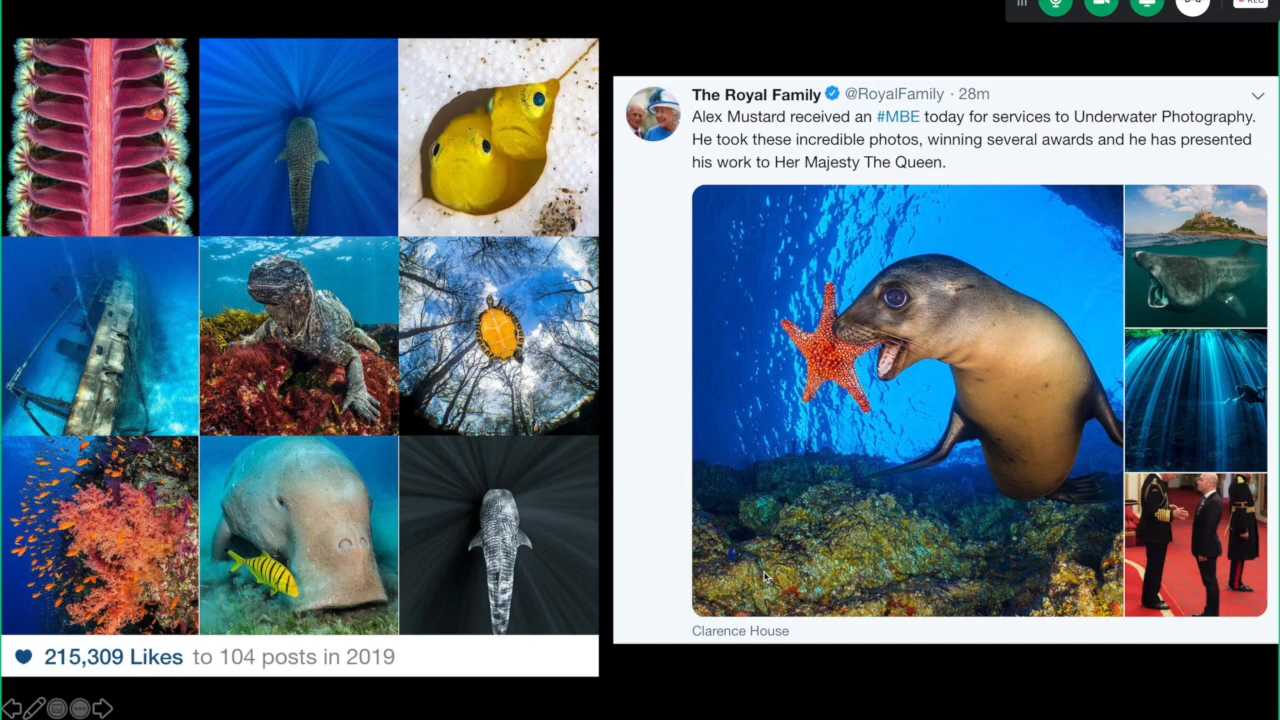 REC
The Royal Family @RoyalFamily · 28m
Alex Mustard received an #MBE today for services to Underwater Photography.
He took these incredible photos, winning several awards and he has presented
his work to Her Majesty The Queen.
Clarence House
215,309 Likes to 104 posts in 2019